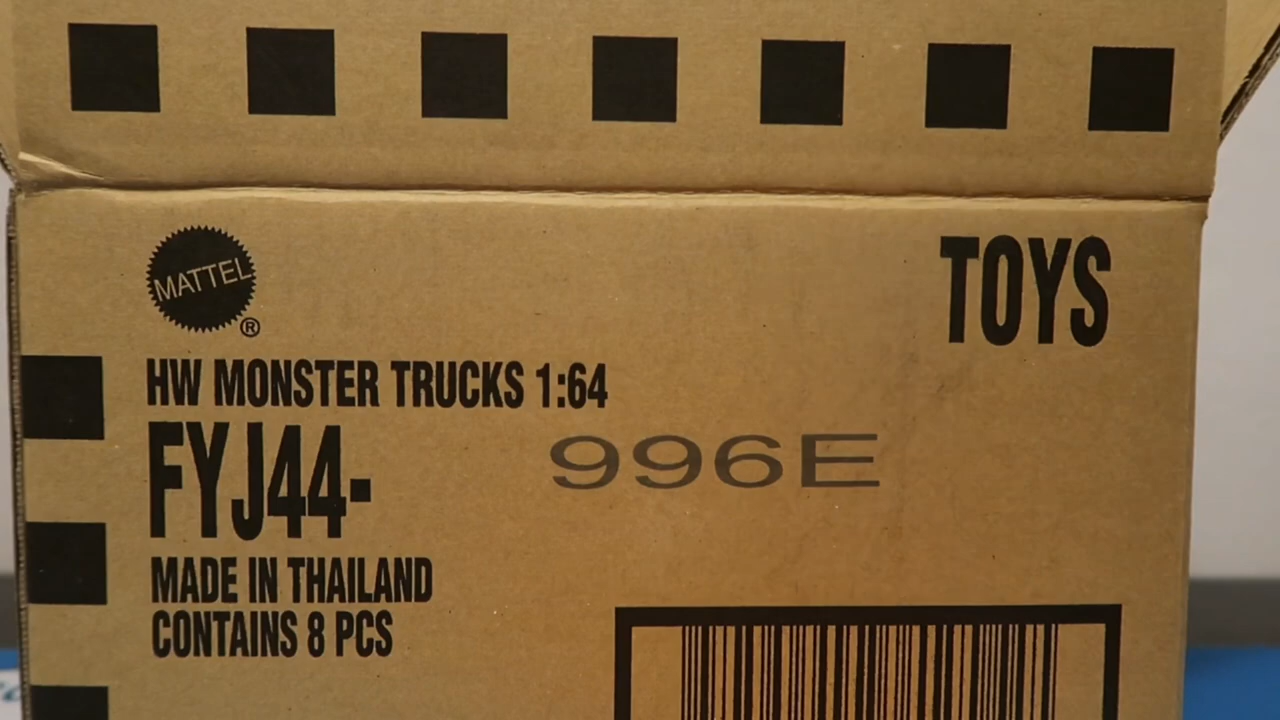 MATTEL
®
TOYS
HW MONSTER TRUCKS 1:64
FYJ44-
996E
MADE IN THAILAND
CONTAINS 8 PCS